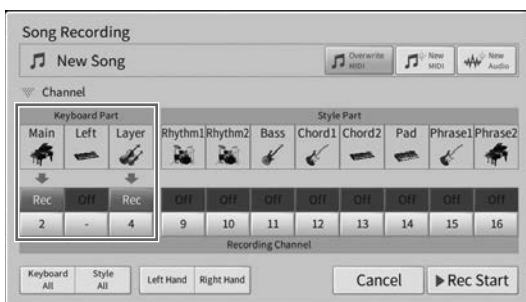 Song Recording
New Song
Overwrite MIDI
New MIDI
New Audio
Channel
Keyboard Part
Style Part
Main Left Layer Rhythm1 Rhythm2 Bass Chord1 Chord2 Pad Phrase1 Phrase2
Rec Off Rec Off Off Off Off Off Off Off Off
2 - 4 9 10 11 12 13 14 15 16
Recording Channel
Keyboard All
Style All
Left Hand
Right Hand
Cancel
Rec Start